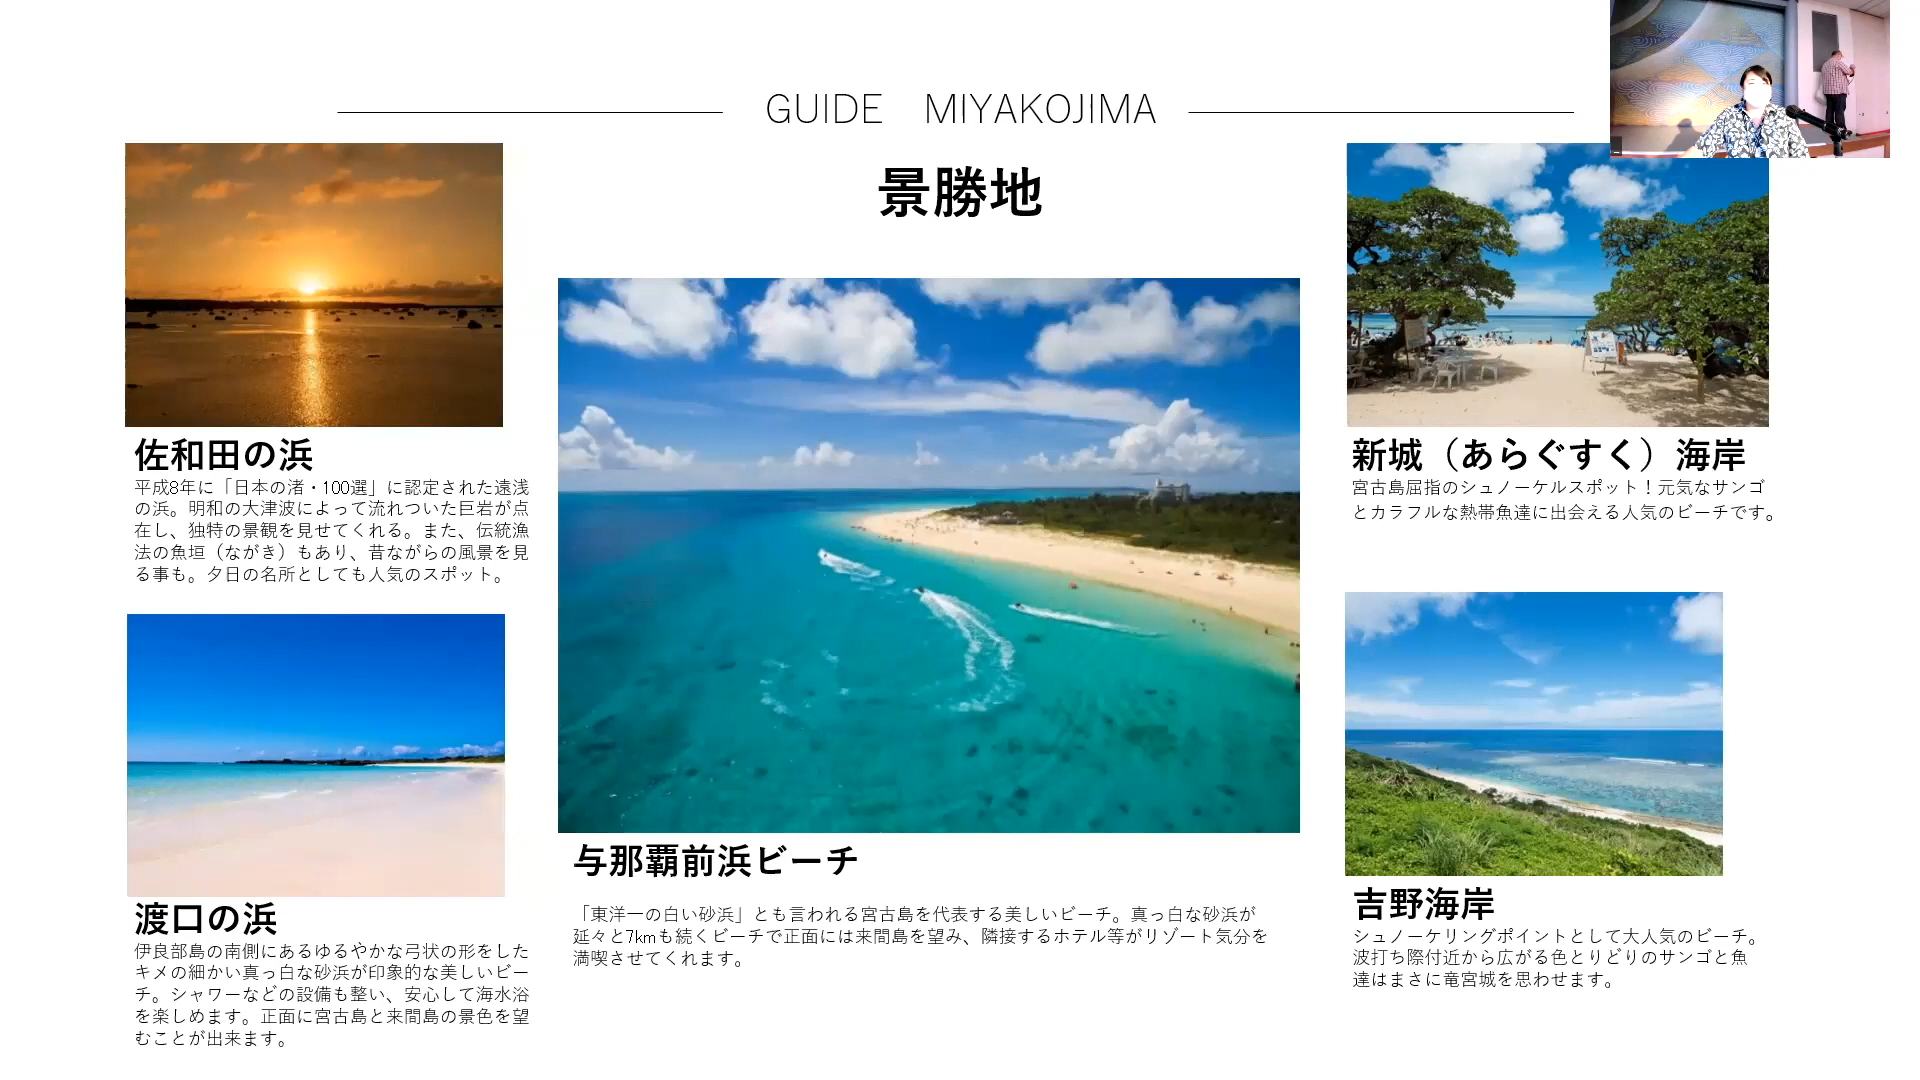 GUIDE　MIYAKOJIMA
景勝地
佐和田の浜
平成8年に「日本の渚・100選」に認定された遠浅
の浜。明和の大津波によって流れついた巨岩が点
在し、独特の景観を見せてくれる。また、伝統漁
法の魚垣（ながき）もあり、昔ながらの風景を見
る事も。夕日の名所としても人気のスポット。
渡口の浜
伊良部島の南側にあるゆるやかな弓状の形をした
キメの細かい真っ白な砂浜が印象的な美しいビー
チ。シャワーなどの設備も整い、安心して海水浴
を楽しめます。正面に宮古島と来間島の景色を望
むことが出来ます。
与那覇前浜ビーチ
「東洋一の白い砂浜」とも言われる宮古島を代表する美しいビーチ。真っ白な砂浜が
延々と7kmも続くビーチで正面には来間島を望み、隣接するホテル等がリゾート気分を
満喫させてくれます。
新城（あらぐすく）海岸
宮古島屈指のシュノーケルスポット！元気なサンゴ
とカラフルな熱帯魚達に出会える人気のビーチです。
吉野海岸
シュノーケリングポイントとして大人気のビーチ。
波打ち際付近から広がる色とりどりのサンゴと魚
達はまさに竜宮城を思わせます。